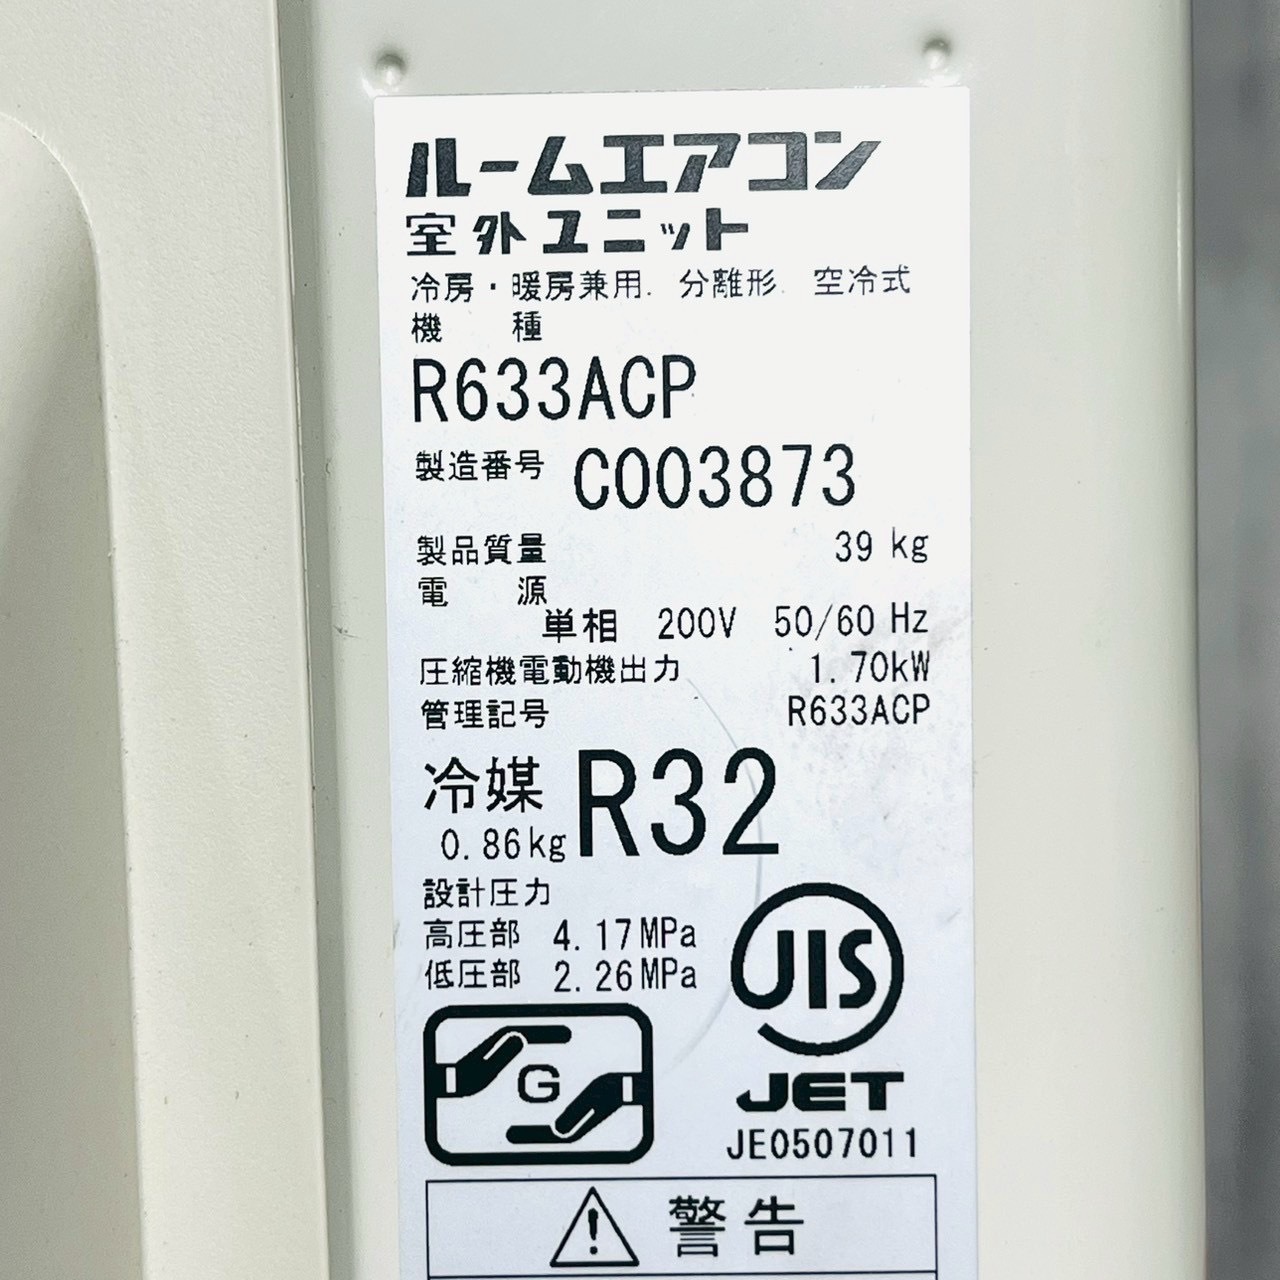 ルームエアコン
室外ユニット
冷房・暖房兼用. 分離形. 空冷式
機 種
R633ACP
製造番号 C003873
製品質量 39 kg
電 源
単相 200V 50/60 Hz
圧縮機電動機出力 1.70kW
管理記号 R633ACP
冷媒 R32
0.86kg
設計圧力
高圧部 4.17MPa
低圧部 2.26MPa
JIS
G
JET
JE0507011
警告